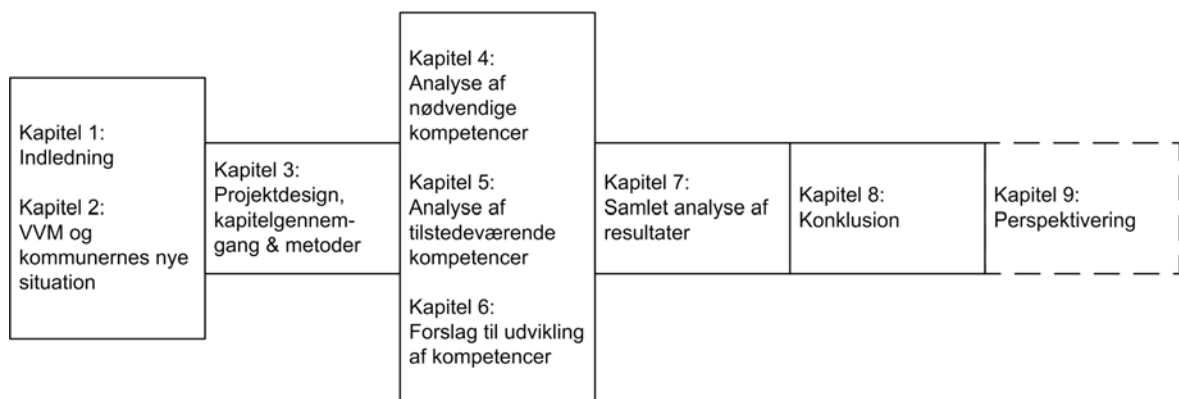 Kapitel 1:
Indledning
Kapitel 2:
VVM og
kommunernes nye
situation
Kapitel 3:
Projektdesign,
kapitelgennem-
gang & metoder
Kapitel 4:
Analyse af
nødvendige
kompetencer
Kapitel 5:
Analyse af
tilstedeværende
kompetencer
Kapitel 6:
Forslag til udvikling
af kompetencer
Kapitel 7:
Samlet analyse af
resultater
Kapitel 8:
Konklusion
Kapitel 9:
Perspektivering